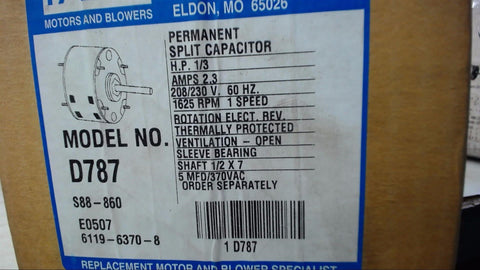 MOTORS AND BLOWERS
ELDON, MO 65026
PERMANENT
SPLIT CAPACITOR
H.P. 1/3
AMPS 2.3
208/230 V. 60 HZ.
1625 RPM 1 SPEED
ROTATION ELECT. REV.
THERMALLY PROTECTED
VENTILATION - OPEN
SLEEVE BEARING
SHAFT 1/2 X 7
5 MFD/370VAC
ORDER SEPARATELY
MODEL NO.
D787
S88-860
E0507
6119-6370-8
1 D787
REPLACEMENT MOTOR AND BLOWER SPECIALIST